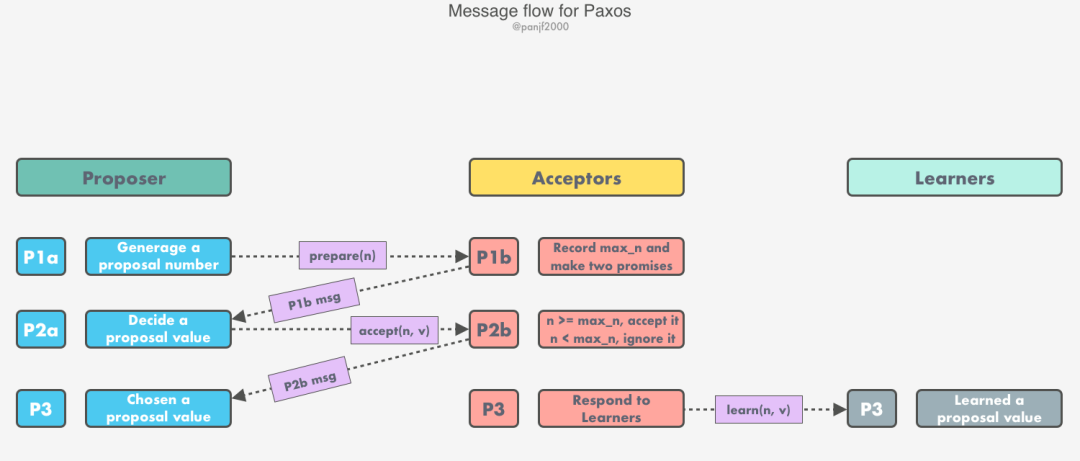 Message flow for Paxos
@panjf2000
Proposer
Acceptors
Learners
P1a
Generage a
proposal number
prepare(n)
P1b
Record max_n and
make two promises
P1b msg
P2a
Decide a
proposal value
accept(n, v)
P2b
n >= max_n, accept it
n < max_n, ignore it
P2b msg
P3
Chosen a
proposal value
P3
Respond to
Learners
learn(n, v)
P3
Learned a
proposal value